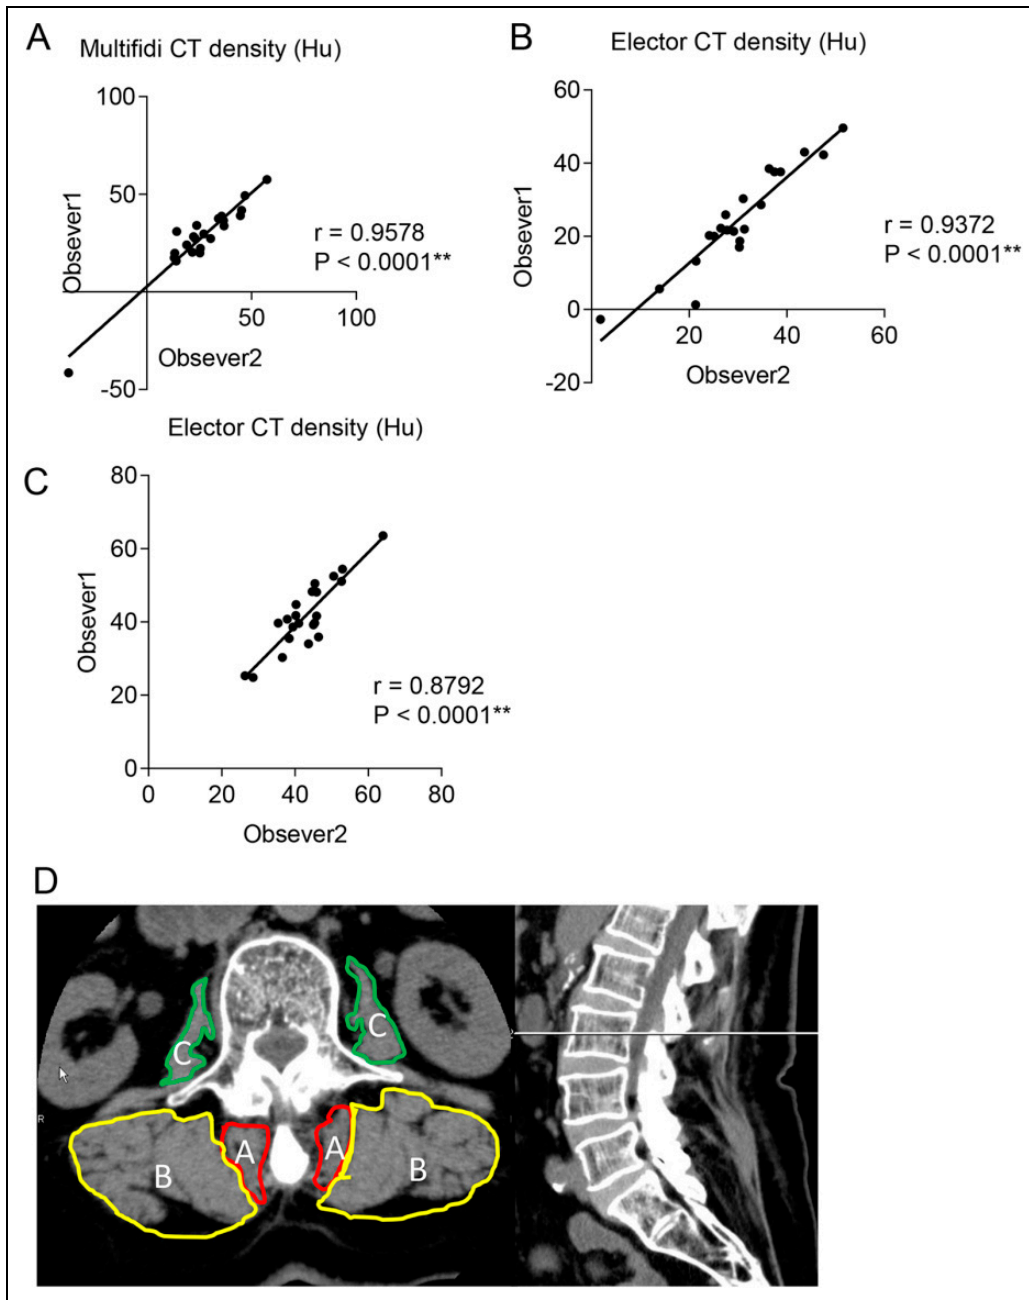 A
Multifidi CT density (Hu)
100
50
-50
50
100
Obsever1
Obsever2
r = 0.9578
P < 0.0001**
B
Elector CT density (Hu)
60
40
20
0
-20
20
40
60
Obsever1
Obsever2
r = 0.9372
P < 0.0001**
C
Elector CT density (Hu)
80
60
40
20
0
0
20
40
60
80
Obsever1
Obsever2
r = 0.8792
P < 0.0001**
D
C
C
A
A
B
B
R